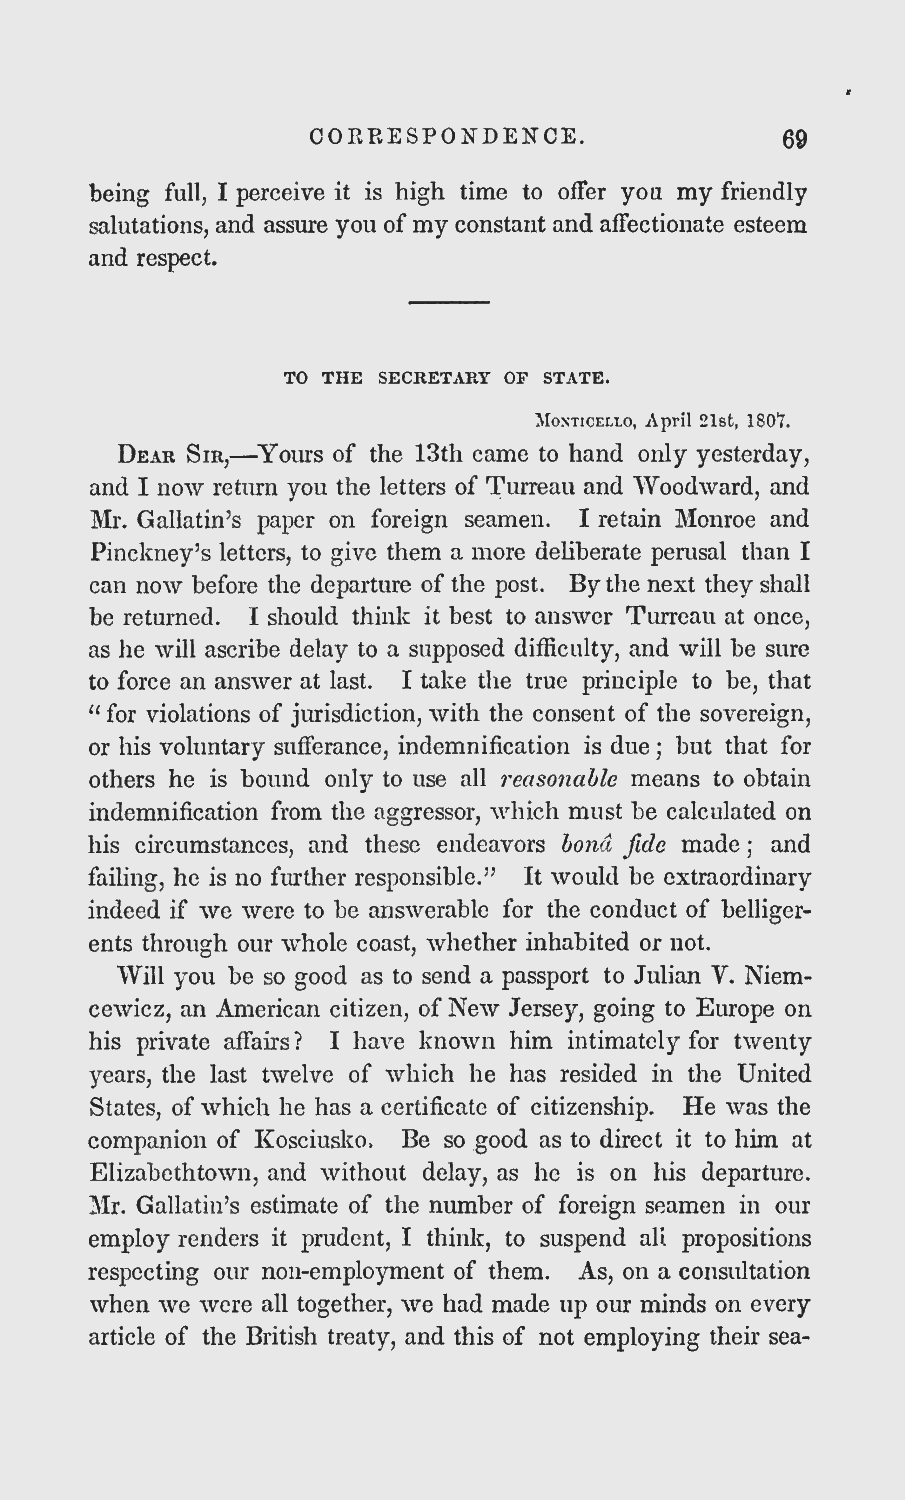 CORRESPONDENCE. 69
being full, I perceive it is high time to offer you my friendly
salutations, and assure you of my constant and affectionate esteem
and respect.
TO THE SECRETARY OF STATE.
MONTICELLO, April 21st, 1807.
DEAR SIR,—Yours of the 13th came to hand only yesterday,
and I now return you the letters of Turreau and Woodward, and
Mr. Gallatin's paper on foreign seamen. I retain Monroe and
Pinckney's letters, to give them a more deliberate perusal than I
can now before the departure of the post. By the next they shall
be returned. I should think it best to answer Turreau at once,
as he will ascribe delay to a supposed difficulty, and will be sure
to force an answer at last. I take the true principle to be, that
"for violations of jurisdiction, with the consent of the sovereign,
or his voluntary sufferance, indemnification is due; but that for
others he is bound only to use all reasonable means to obtain
indemnification from the aggressor, which must be calculated on
his circumstances, and these endeavors bonâ fide made; and
failing, he is no further responsible." It would be extraordinary
indeed if we were to be answerable for the conduct of belliger-
ents through our whole coast, whether inhabited or not.
Will you be so good as to send a passport to Julian V. Niem-
cewicz, an American citizen, of New Jersey, going to Europe on
his private affairs? I have known him intimately for twenty
years, the last twelve of which he has resided in the United
States, of which he has a certificate of citizenship. He was the
companion of Kosciusko. Be so good as to direct it to him at
Elizabethtown, and without delay, as he is on his departure.
Mr. Gallatin's estimate of the number of foreign seamen in our
employ renders it prudent, I think, to suspend all propositions
respecting our non-employment of them. As, on a consultation
when we were all together, we had made up our minds on every
article of the British treaty, and this of not employing their sea-